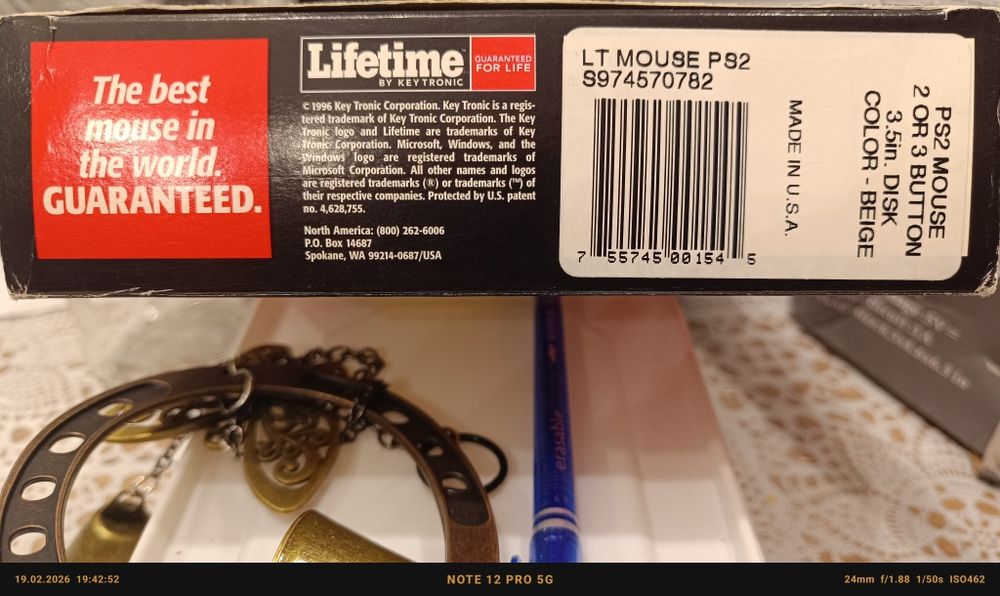 The best
mouse in
the world.
GUARANTEED.
Lifetime™
BY KEY TRONIC
GUARANTEED
FOR LIFE
© 1996 Key Tronic Corporation. Key Tronic is a regis-
tered trademark of Key Tronic Corporation. The Key
Tronic logo and Lifetime are trademarks of Key
Tronic Corporation. Microsoft, Windows, and the
Windows logo are registered trademarks of
Microsoft Corporation. All other names and logos
are registered trademarks (®) or trademarks (™) of
their respective companies. Protected by U.S. patent
no. 4,628,755.
North America: (800) 262-6006
P.O. Box 14687
Spokane, WA 99214-0687/USA
LT MOUSE PS2
S974570782
7 55745 00154 5
MADE IN U.S.A.
PS2 MOUSE
2 OR 3 BUTTON
3.5in. DISK
COLOR - BEIGE
erasable
19.02.2026 19:42:52
NOTE 12 PRO 5G
24mm f/1.88 1/50s ISO462